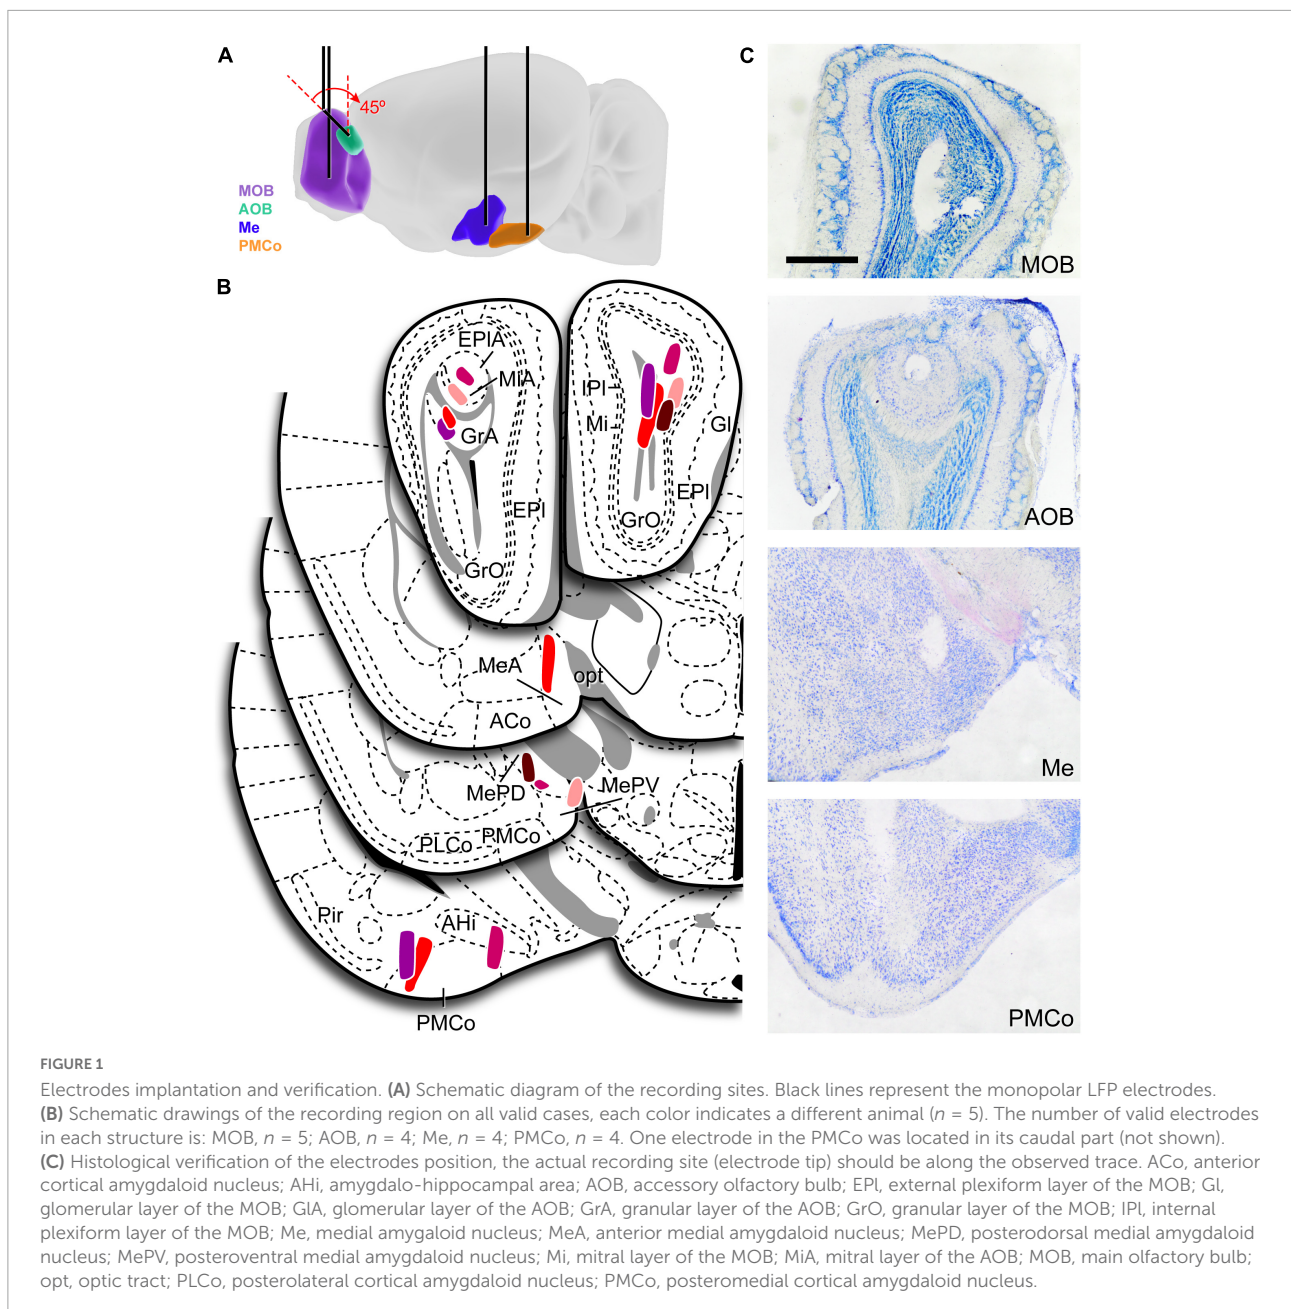 A
45º
MOB
AOB
Me
PMCo
B
EPIA
MiA
GrA
EPl
GrO
IPl
Mi
Gl
EPl
GrO
MeA
opt
ACo
MePD
MePV
PLCo
PMCo
Pir
AHi
PMCo
C
MOB
AOB
Me
PMCo
FIGURE 1
Electrodes implantation and verification. (A) Schematic diagram of the recording sites. Black lines represent the monopolar LFP electrodes.
(B) Schematic drawings of the recording region on all valid cases, each color indicates a different animal (n = 5). The number of valid electrodes
in each structure is: MOB, n = 5; AOB, n = 4; Me, n = 4; PMCo, n = 4. One electrode in the PMCo was located in its caudal part (not shown).
(C) Histological verification of the electrodes position, the actual recording site (electrode tip) should be along the observed trace. ACo, anterior
cortical amygdaloid nucleus; AHi, amygdalo-hippocampal area; AOB, accessory olfactory bulb; EPl, external plexiform layer of the MOB; Gl,
glomerular layer of the MOB; GlA, glomerular layer of the AOB; GrA, granular layer of the AOB; GrO, granular layer of the MOB; IPl, internal
plexiform layer of the MOB; Me, medial amygaloid nucleus; MeA, anterior medial amygdaloid nucleus; MePD, posterodorsal medial amygdaloid
nucleus; MePV, posteroventral medial amygdaloid nucleus; Mi, mitral layer of the MOB; MiA, mitral layer of the AOB; MOB, main olfactory bulb;
opt, optic tract; PLCo, posterolateral cortical amygdaloid nucleus; PMCo, posteromedial cortical amygdaloid nucleus.